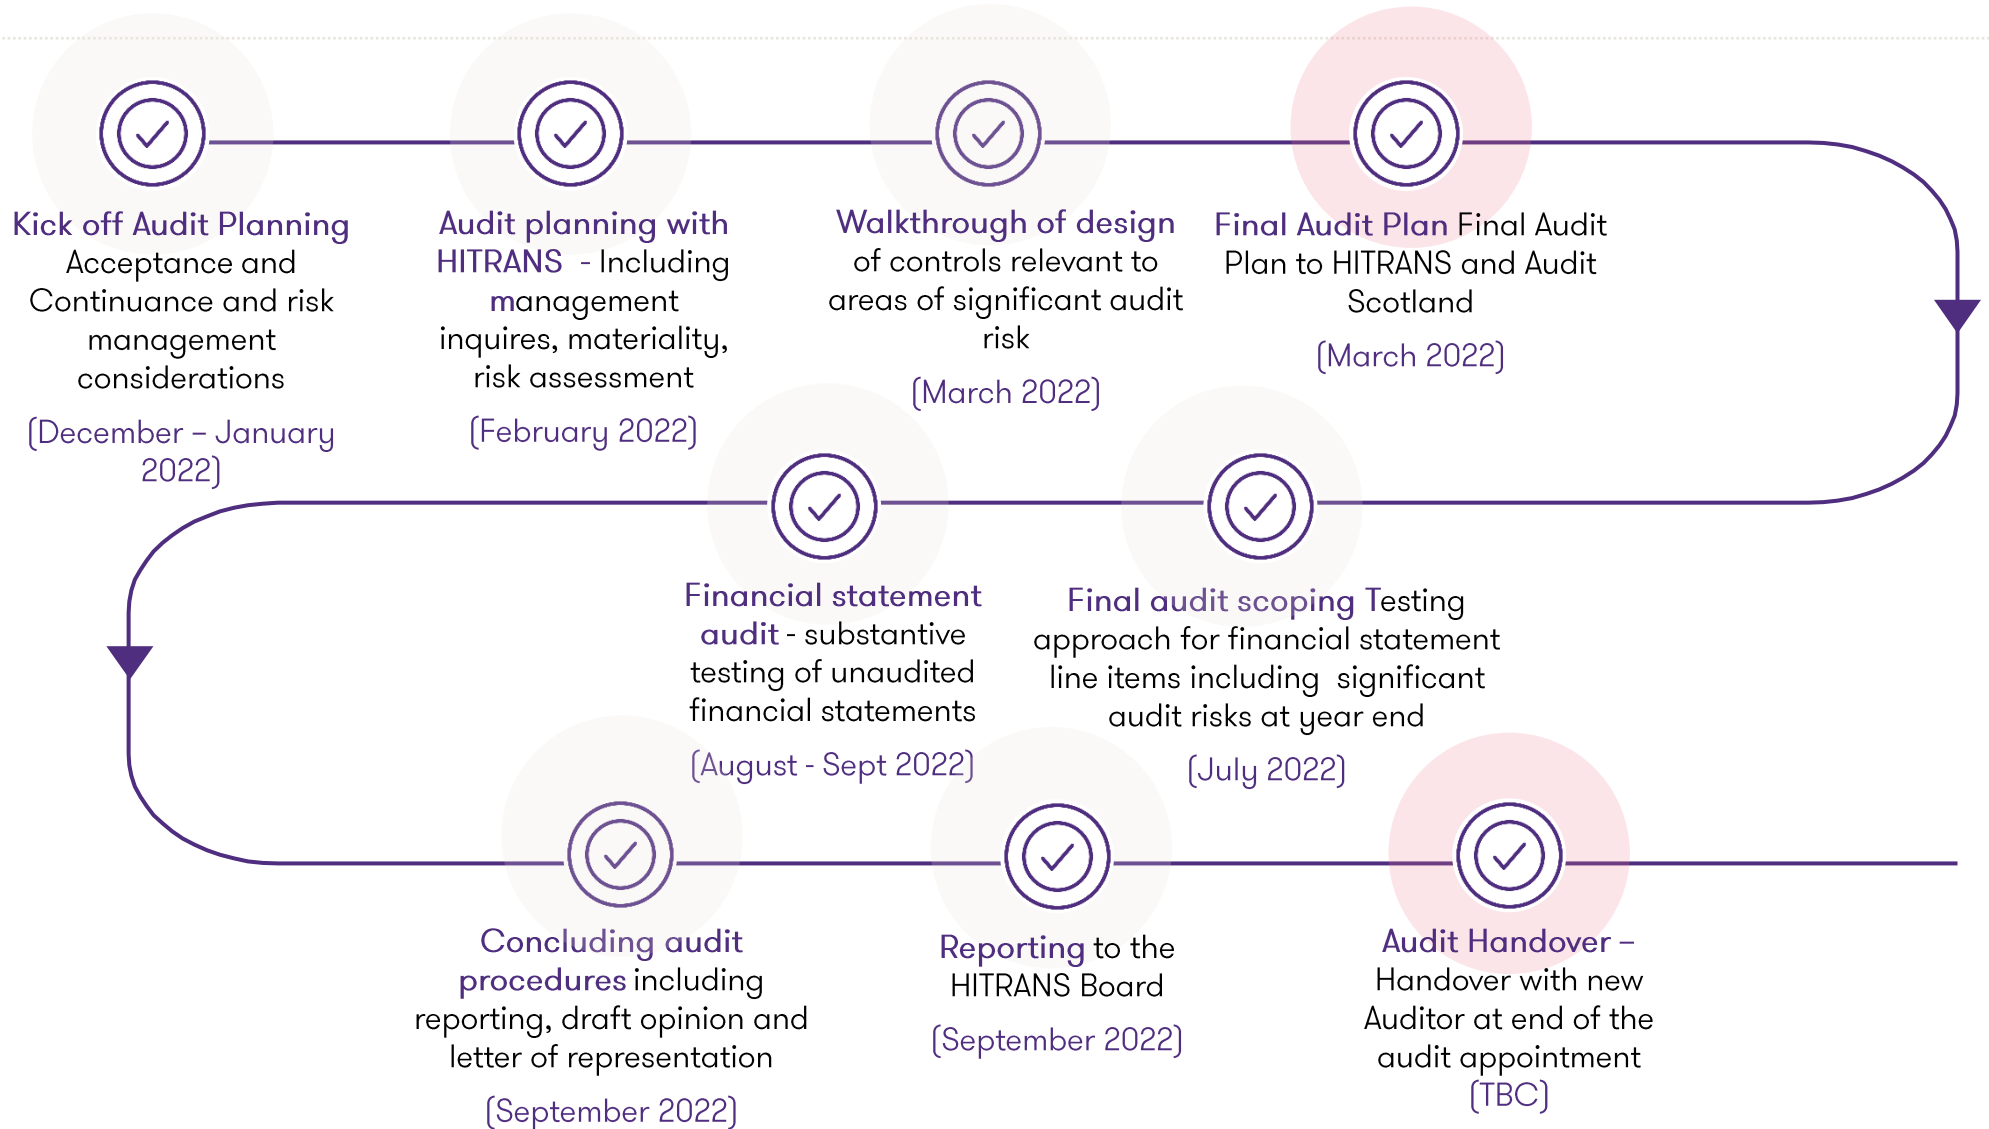 Kick off Audit Planning
Acceptance and
Continuance and risk
management
considerations
(December – January
2022)
Audit planning with
HITRANS  - Including
management
inquires, materiality,
risk assessment
(February 2022)
Walkthrough of design
of controls relevant to
areas of significant audit
risk
(March 2022)
Final Audit Plan Final Audit
Plan to HITRANS and Audit
Scotland
(March 2022)
Financial statement
audit - substantive
testing of unaudited
financial statements
(August - Sept 2022)
Final audit scoping Testing
approach for financial statement
line items including  significant
audit risks at year end
(July 2022)
Concluding audit
procedures including
reporting, draft opinion and
letter of representation
(September 2022)
Reporting to the
HITRANS Board
(September 2022)
Audit Handover –
Handover with new
Auditor at end of the
audit appointment
(TBC)